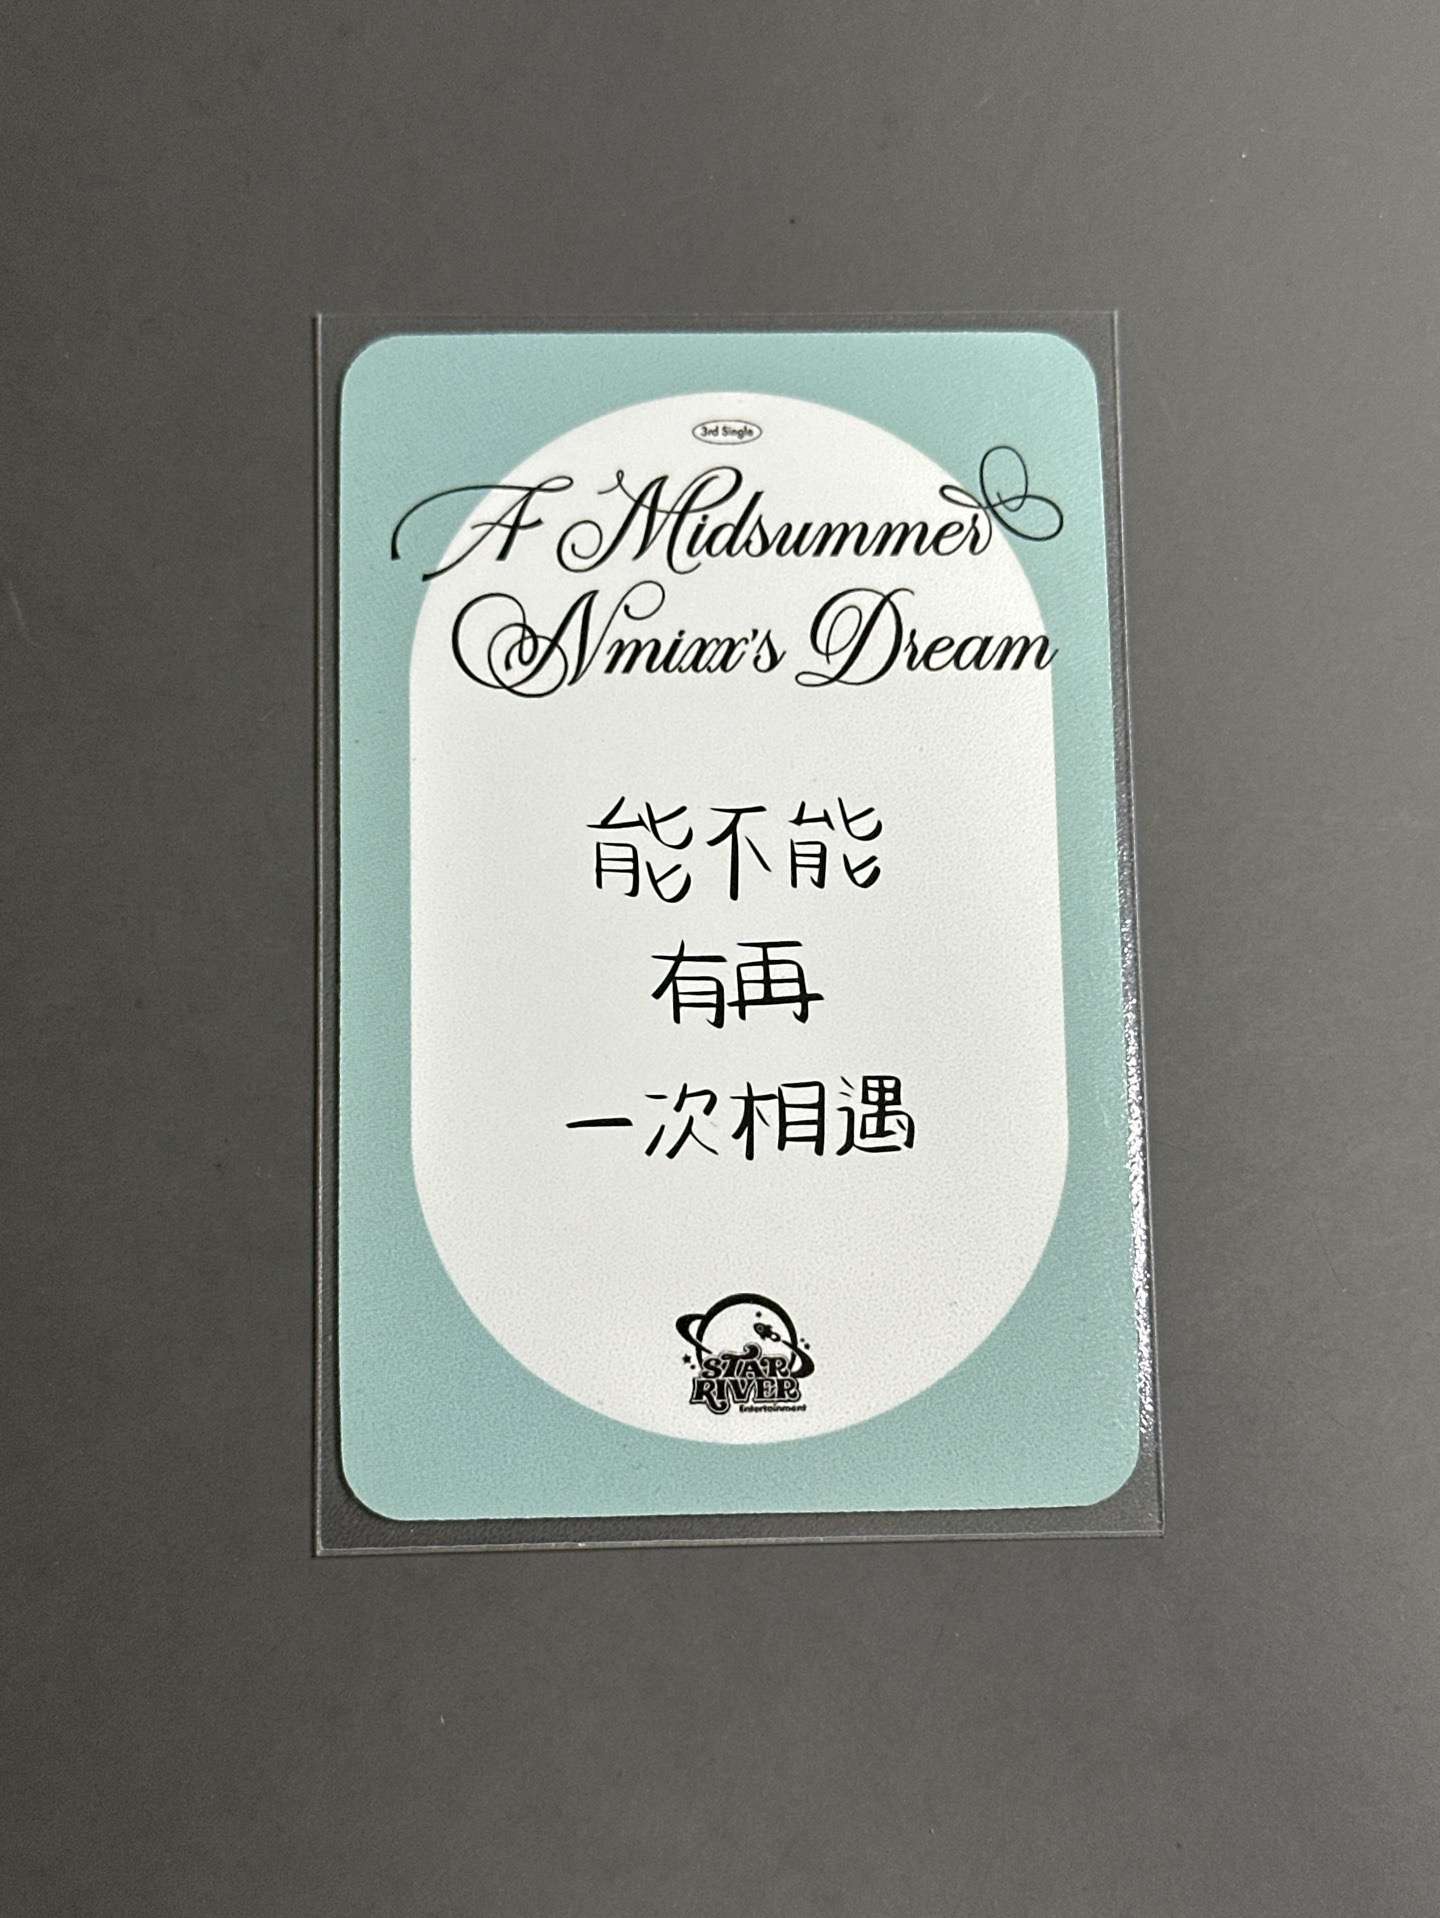 3rd Single
A Midsummer
Nmixx's Dream
能不能
有再
一次相遇
STAR
RIVER
Entertainment